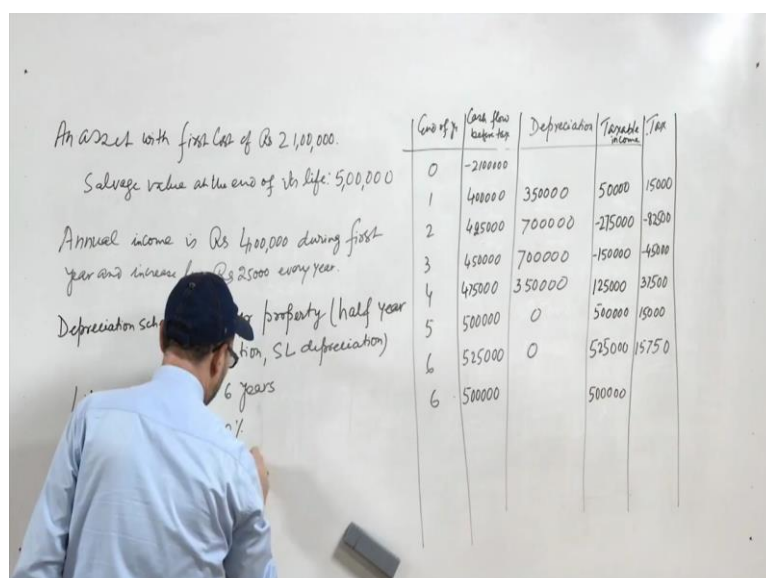 An asset with first Cost of Rs 21,00,000.
Salvage value at the end of its life: 5,00,000
Annual income is Rs 4,00,000 during first
year and increase Rs 25000 every year.
Depreciation property (half year
SL depreciation)
6 years
%
End of yr Cash flow before tax Depreciation Taxable income Tax
0 -2100000
1 400000 350000 50000 15000
2 425000 700000 -275000 -82500
3 450000 700000 -150000 -45000
4 475000 350000 125000 37500
5 500000 0 500000 15000
6 525000 0 525000 15750
6 500000 500000